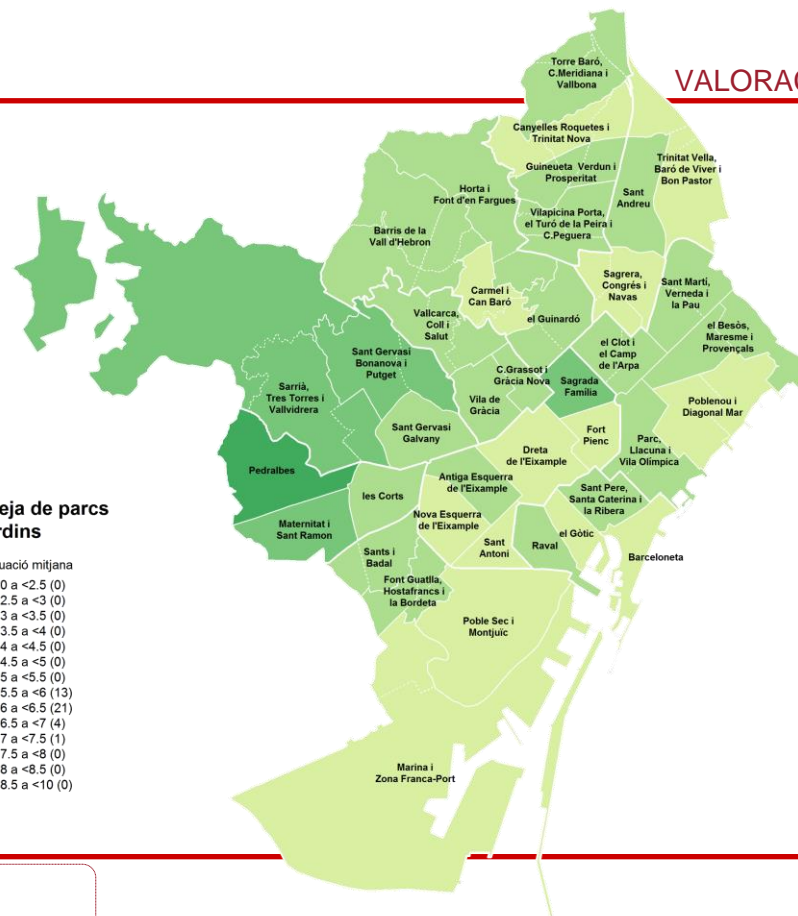 VALORAC
Torre Baró,
C.Meridiana i
Vallbona
Canyelles Roquetes i
Trinitat Nova
Trinitat Vella,
Baró de Viver i
Bon Pastor
Guineueta Verdun i
Prosperitat
Sant
Andreu
Horta i
Font d'en Fargues
Vilapicina Porta,
el Turó de la Peira i
C.Peguera
Barris de la
Vall d'Hebron
Sagrera,
Congrés i
Navas
Sant Martí,
Verneda i
la Pau
Carmel i
Can Baró
Vallcarca,
Coll i
Salut
el Guinardó
el Besòs,
Maresme i
Provençals
el Clot i
el Camp
de l'Arpa
Sant Gervasi
Bonanova i
Putget
C.Grassot i
Gràcia Nova
Sagrada
Família
Sarrià,
Tres Torres i
Vallvidrera
Vila de
Gràcia
Poblenou i
Diagonal Mar
Sant Gervasi
Galvany
Fort
Pienc
Parc,
Llacuna i
Vila Olímpica
Dreta
de l'Eixample
Pedralbes
Antiga Esquerra
de l'Eixample
les Corts
Sant Pere,
Santa Caterina i
la Ribera
Nova Esquerra
de l'Eixample
Maternitat i
Sant Ramon
el Gòtic
Sant
Antoni
Raval
Barceloneta
Sants i
Badal
Font Guatlla,
Hostafrancs i
la Bordeta
Poble Sec i
Montjuïc
Marina i
Zona Franca-Port
eja de parcs
rdins
uació mitjana
0 a <2.5 (0)
2.5 a <3 (0)
3 a <3.5 (0)
3.5 a <4 (0)
4 a <4.5 (0)
4.5 a <5 (0)
5 a <5.5 (0)
5.5 a <6 (13)
6 a <6.5 (21)
6.5 a <7 (4)
7 a <7.5 (1)
7.5 a <8 (0)
8 a <8.5 (0)
8.5 a <10 (0)